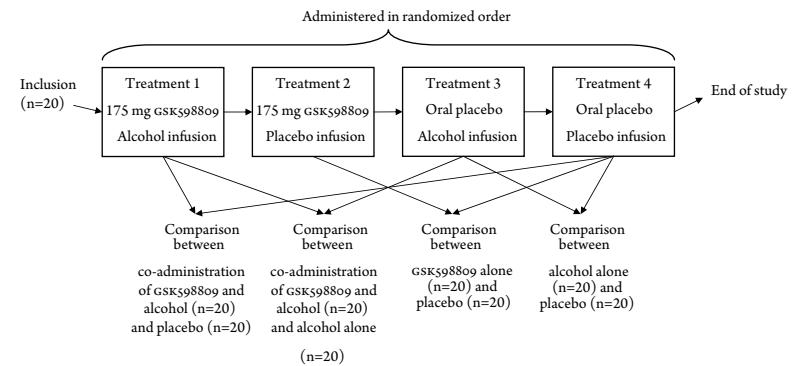 Administered in randomized order
Inclusion
(n=20)
Treatment 1
175 mg GSK598809
Alcohol infusion
Treatment 2
175 mg GSK598809
Placebo infusion
Treatment 3
Oral placebo
Alcohol infusion
Treatment 4
Oral placebo
Placebo infusion
End of study
Comparison
between
co-administration
of GSK598809 and
alcohol (n=20)
and placebo (n=20)
Comparison
between
co-administration
of GSK598809 and
alcohol (n=20)
and alcohol alone
(n=20)
Comparison
between
GSK598809 alone
(n=20) and
placebo (n=20)
Comparison
between
alcohol alone
(n=20) and
placebo (n=20)